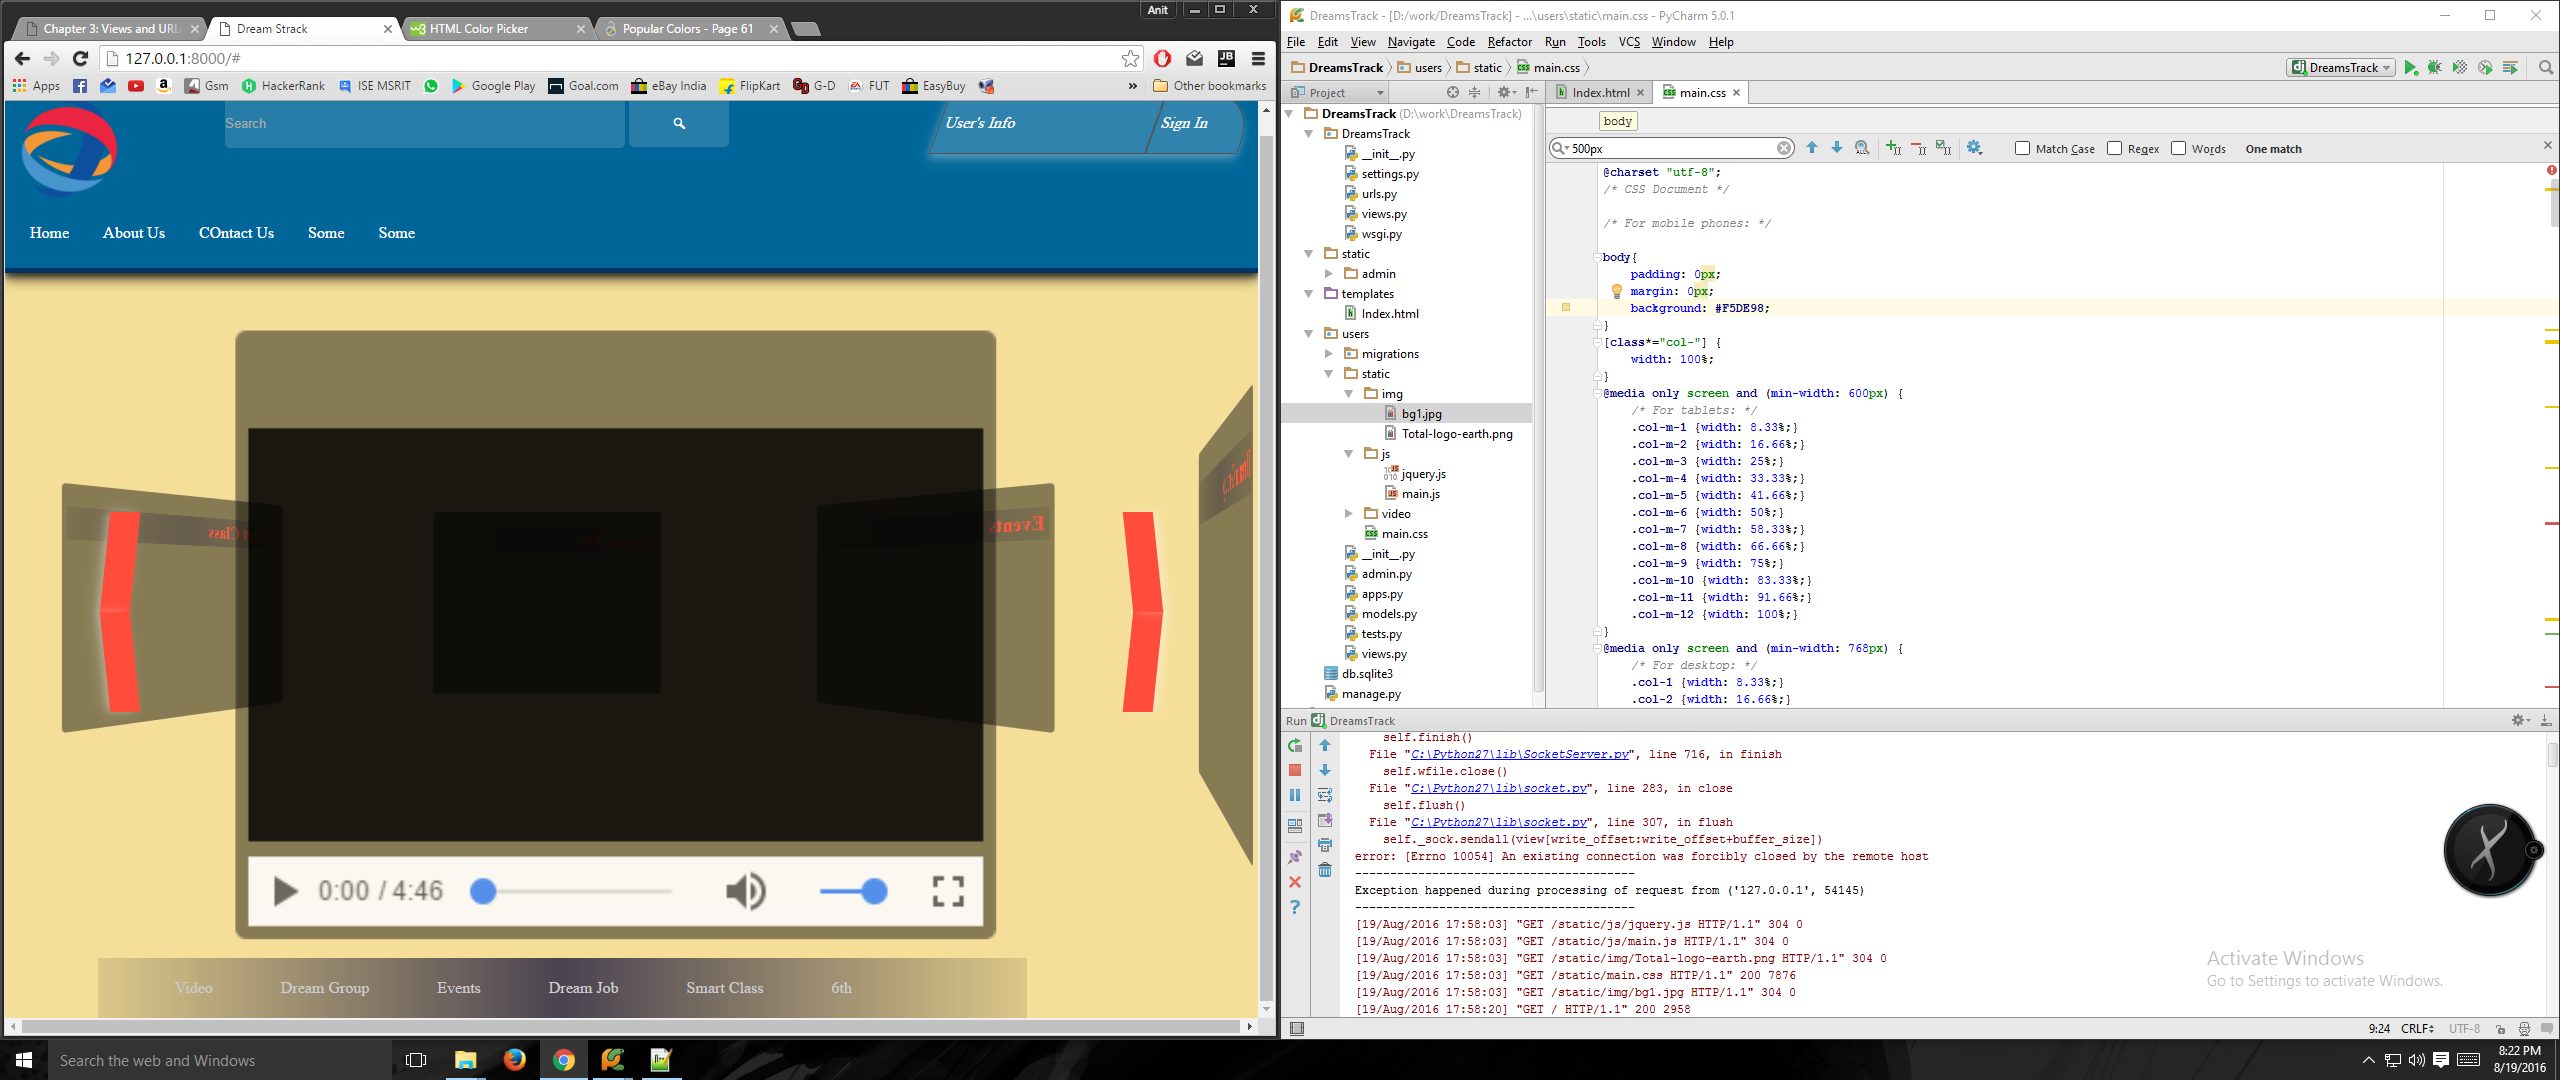 Anit
Chapter 3: Views and URL
Dream Strack
HTML Color Picker
Popular Colors - Page 61
127.0.0.1:8000/#
Apps
Gsm
HackerRank
ISE MSRIT
Google Play
Goal.com
eBay India
FlipKart
G-D
FUT
EasyBuy
»
Other bookmarks
Search
User's Info
Sign In
Home
About Us
COntact Us
Some
Some
Events
0:00 / 4:46
Video
Dream Group
Events
Dream Job
Smart Class
6th
DreamsTrack - [D:/work/DreamsTrack] - ...\users\static\main.css - PyCharm 5.0.1
File Edit View Navigate Code Refactor Run Tools VCS Window Help
DreamsTrack
users
static
main.css
DreamsTrack
Project
Index.html
main.css
DreamsTrack (D:\work\DreamsTrack)
DreamsTrack
__init__.py
settings.py
urls.py
views.py
wsgi.py
static
admin
templates
Index.html
users
migrations
static
img
bg1.jpg
Total-logo-earth.png
js
jquery.js
main.js
video
main.css
__init__.py
admin.py
apps.py
models.py
tests.py
views.py
db.sqlite3
manage.py
body
500px
Match Case
Regex
Words
One match
@charset "utf-8";
/* CSS Document */
/* For mobile phones: */
body{
padding: 0px;
margin: 0px;
background: #F5DE98;
}
[class*="col-"] {
width: 100%;
}
@media only screen and (min-width: 600px) {
/* For tablets: */
.col-m-1 {width: 8.33%;}
.col-m-2 {width: 16.66%;}
.col-m-3 {width: 25%;}
.col-m-4 {width: 33.33%;}
.col-m-5 {width: 41.66%;}
.col-m-6 {width: 50%;}
.col-m-7 {width: 58.33%;}
.col-m-8 {width: 66.66%;}
.col-m-9 {width: 75%;}
.col-m-10 {width: 83.33%;}
.col-m-11 {width: 91.66%;}
.col-m-12 {width: 100%;}
}
@media only screen and (min-width: 768px) {
/* For desktop: */
.col-1 {width: 8.33%;}
.col-2 {width: 16.66%;}
Run
DreamsTrack
self.finish()
File "C:\Python27\lib\SocketServer.py", line 716, in finish
self.wfile.close()
File "C:\Python27\lib\socket.py", line 283, in close
self.flush()
File "C:\Python27\lib\socket.py", line 307, in flush
self._sock.sendall(view[write_offset:write_offset+buffer_size])
error: [Errno 10054] An existing connection was forcibly closed by the remote host
----------------------------------------
Exception happened during processing of request from ('127.0.0.1', 54145)
----------------------------------------
[19/Aug/2016 17:58:03] "GET /static/js/jquery.js HTTP/1.1" 304 0
[19/Aug/2016 17:58:03] "GET /static/js/main.js HTTP/1.1" 304 0
[19/Aug/2016 17:58:03] "GET /static/img/Total-logo-earth.png HTTP/1.1" 304 0
[19/Aug/2016 17:58:03] "GET /static/main.css HTTP/1.1" 200 7876
[19/Aug/2016 17:58:03] "GET /static/img/bg1.jpg HTTP/1.1" 304 0
[19/Aug/2016 17:58:20] "GET / HTTP/1.1" 200 2958
Activate Windows
Go to Settings to activate Windows.
9:24 CRLF UTF-8
Search the web and Windows
8:22 PM
8/19/2016